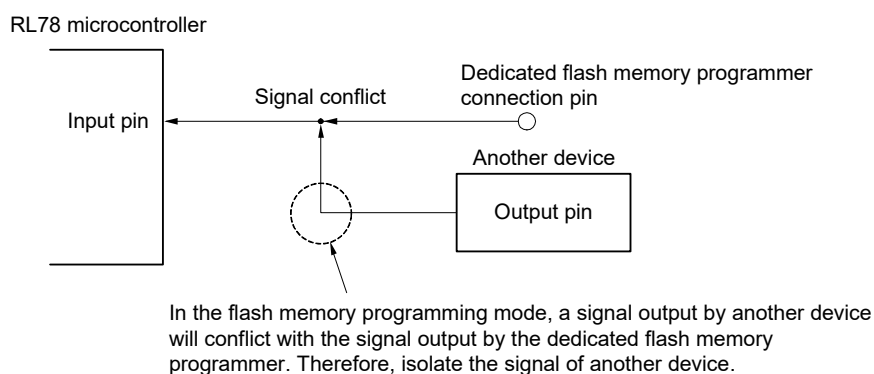 RL78 microcontroller
Dedicated flash memory programmer
connection pin
Signal conflict
Input pin
Another device
Output pin
In the flash memory programming mode, a signal output by another device
will conflict with the signal output by the dedicated flash memory
programmer. Therefore, isolate the signal of another device.